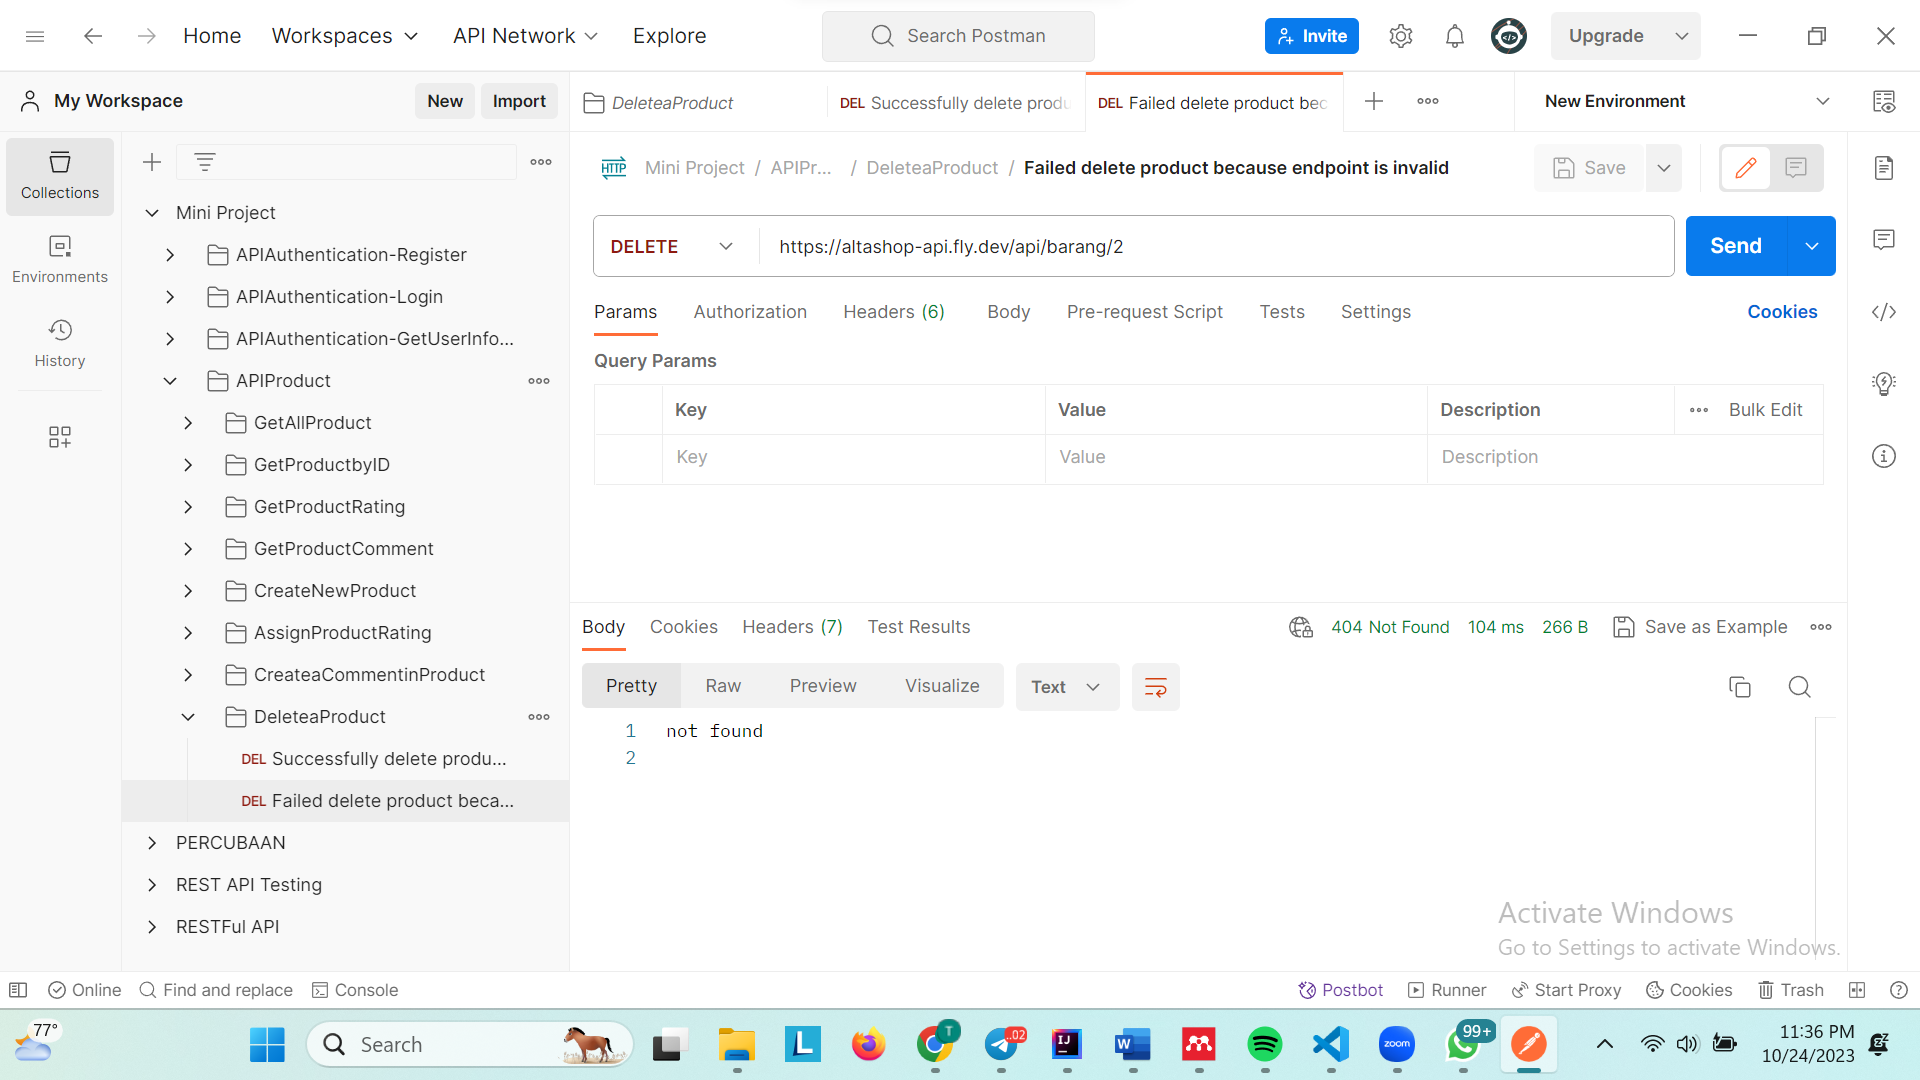 Home
Workspaces
API Network
Explore
Search Postman
Invite
Upgrade
My Workspace
New
Import
DeleteaProduct
DEL Successfully delete produ
DEL Failed delete product bec
New Environment
Collections
Environments
History
Mini Project
APIAuthentication-Register
APIAuthentication-Login
APIAuthentication-GetUserInfo...
APIProduct
GetAllProduct
GetProductbyID
GetProductRating
GetProductComment
CreateNewProduct
AssignProductRating
CreateaCommentinProduct
DeleteaProduct
DEL Successfully delete produ...
DEL Failed delete product beca...
PERCUBAAN
REST API Testing
RESTFul API
HTTP Mini Project / APIPr... / DeleteaProduct / Failed delete product because endpoint is invalid
Save
DELETE
https://altashop-api.fly.dev/api/barang/2
Send
Params Authorization Headers (6) Body Pre-request Script Tests Settings
Cookies
Query Params
Key Value Description Bulk Edit
Key Value Description
Body Cookies Headers (7) Test Results
404 Not Found 104 ms 266 B Save as Example
Pretty Raw Preview Visualize Text
1 not found
2
Activate Windows
Go to Settings to activate Windows.
Online Find and replace Console
Postbot Runner Start Proxy Cookies Trash
77°
Search
L
T
..02
IJ
W
zoom
99+
11:36 PM
10/24/2023